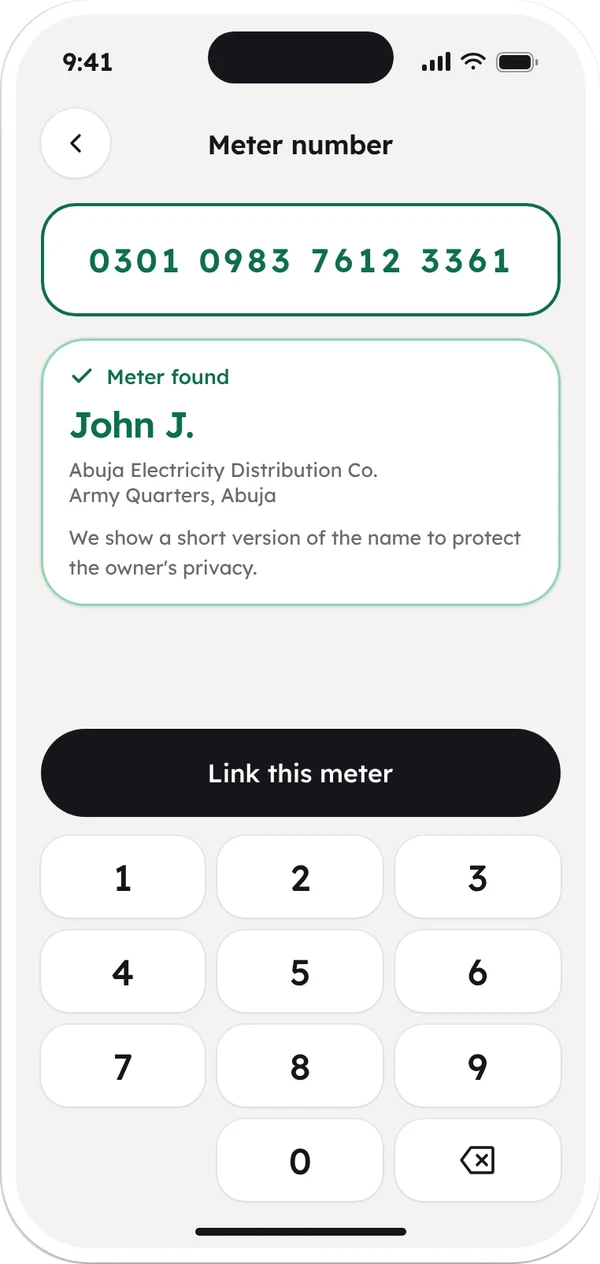 9:41
Meter number
0301 0983 7612 3361
Meter found
John J.
Abuja Electricity Distribution Co.
Army Quarters, Abuja
We show a short version of the name to protect
the owner's privacy.
Link this meter
1 2 3
4 5 6
7 8 9
0